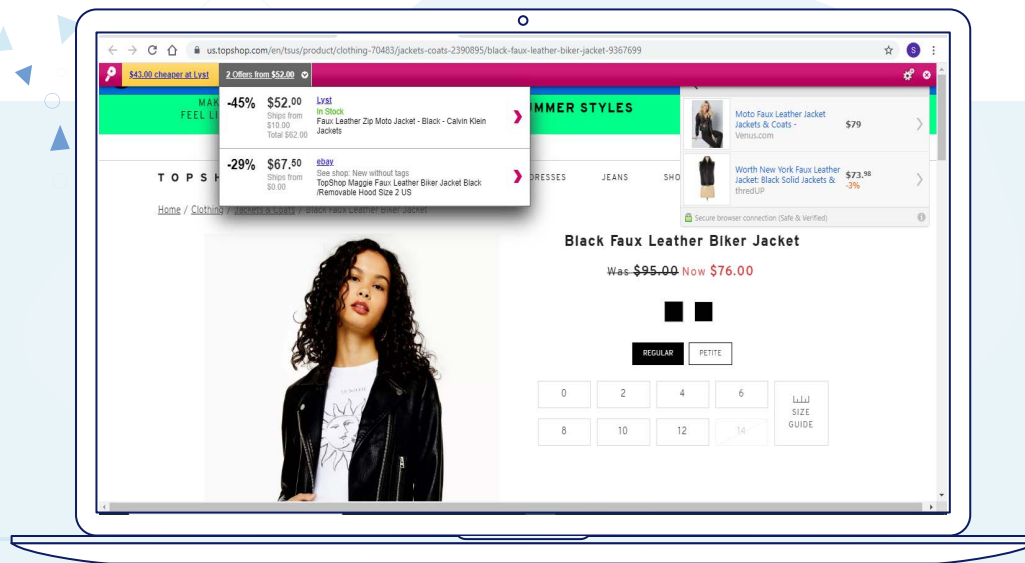 us.topshop.com/en/tsus/product/clothing-70483/jackets-coats-2390895/black-faux-leather-biker-jacket-9367699
S
$43.00 cheaper at Lyst
2 Offers from $52.00
MAK
FEEL LI
UMMER STYLES
-45%
$52.00
Ships from
$10.00
Total $62.00
Lyst
In Stock
Faux Leather Zip Moto Jacket - Black - Calvin Klein
Jackets
-29%
$67.50
Ships from
$0.00
ebay
See shop: New without tags
TopShop Maggie Faux Leather Biker Jacket Black
/Removable Hood Size 2 US
Moto Faux Leather Jacket
Jackets & Coats -
Venus.com
$79
Worth New York Faux Leather
Jacket: Black Solid Jackets &
thredUP
$73.98
-3%
Secure browser connection (Safe & Verified)
TOPSH
DRESSES
JEANS
SHO
Home / Clothing / Jackets & Coats / Black Faux Leather Biker Jacket
Black Faux Leather Biker Jacket
Was $95.00 Now $76.00
REGULAR
PETITE
0
2
4
6
8
10
12
14
SIZE
GUIDE